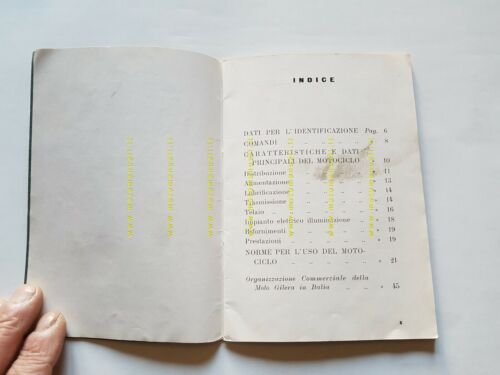 INDICE
DATI PER L'IDENTIFICAZIONE Pag. 6
COMANDI . . . . » 8
CARATTERISTICHE E DATI
PRINCIPALI DEL MOTOCICLO » 10
Distribuzione . . . . » 11
Alimentazione . . . . » 13
Lubrificazione . . . . » 14
Trasmissione . . . . » 14
Telaio . . . . » 16
Impianto elettrico illuminazione . . » 18
Rifornimenti . . . . » 19
Prestazioni . . . . » 19
NORME PER L'USO DEL MOTO-
CICLO . . . . » 21
Organizzazione Commerciale della
Moto Gilera in Italia . . . » 45